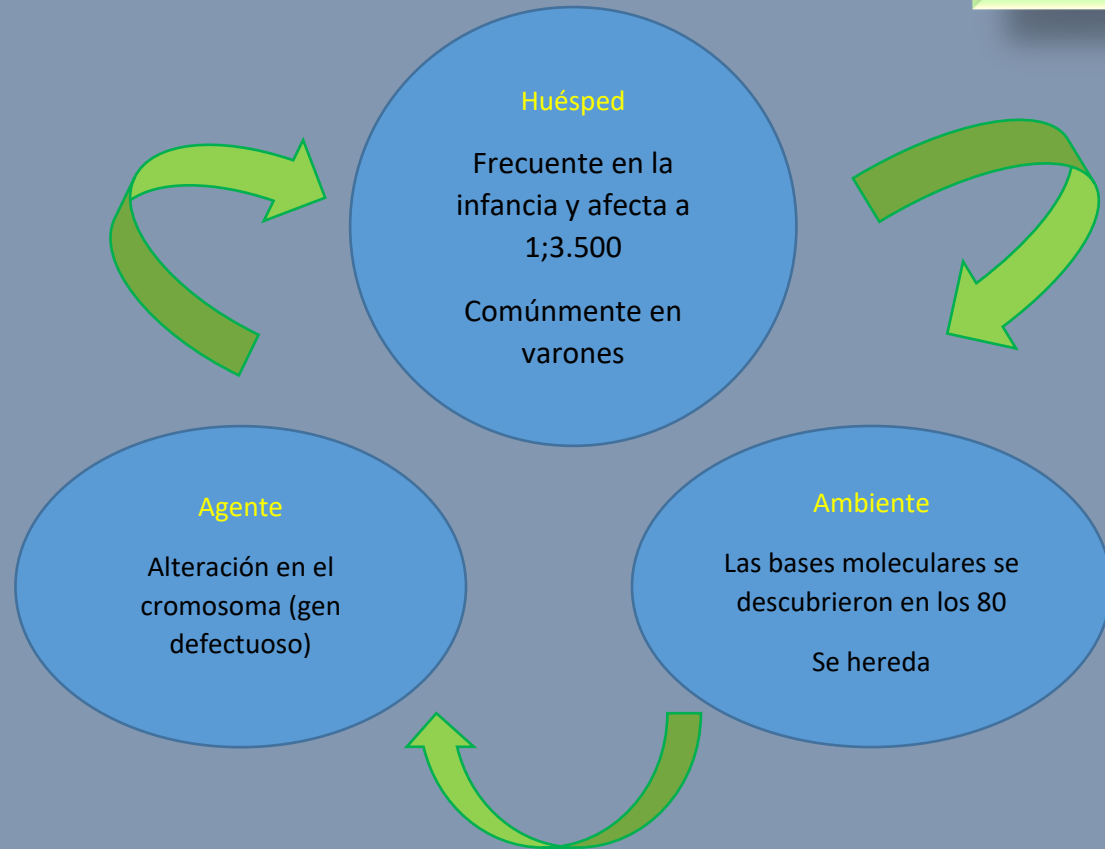 Huésped
Frecuente en la
infancia y afecta a
1;3.500
Comúnmente en
varones
Agente
Alteración en el
cromosoma (gen
defectuoso)
Ambiente
Las bases moleculares se
descubrieron en los 80
Se hereda